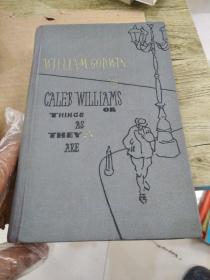 WILLIAM GODWIN
CALEB WILLIAMS
OR
THINGS
AS
THEY
ARE